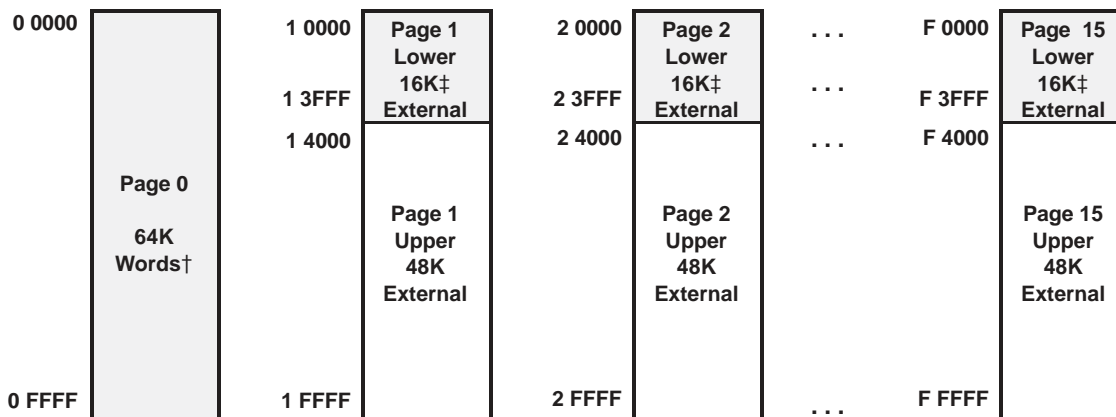 0 0000
Page 0
64K
Words†
0 FFFF
1 0000
1 3FFF
1 4000
1 FFFF
Page 1
Lower
16K‡
External
Page 1
Upper
48K
External
2 0000
2 3FFF
2 4000
2 FFFF
Page 2
Lower
16K‡
External
Page 2
Upper
48K
External
. . .
. . .
. . .
. . .
F 0000
F 3FFF
F 4000
F FFFF
Page 15
Lower
16K‡
External
Page 15
Upper
48K
External